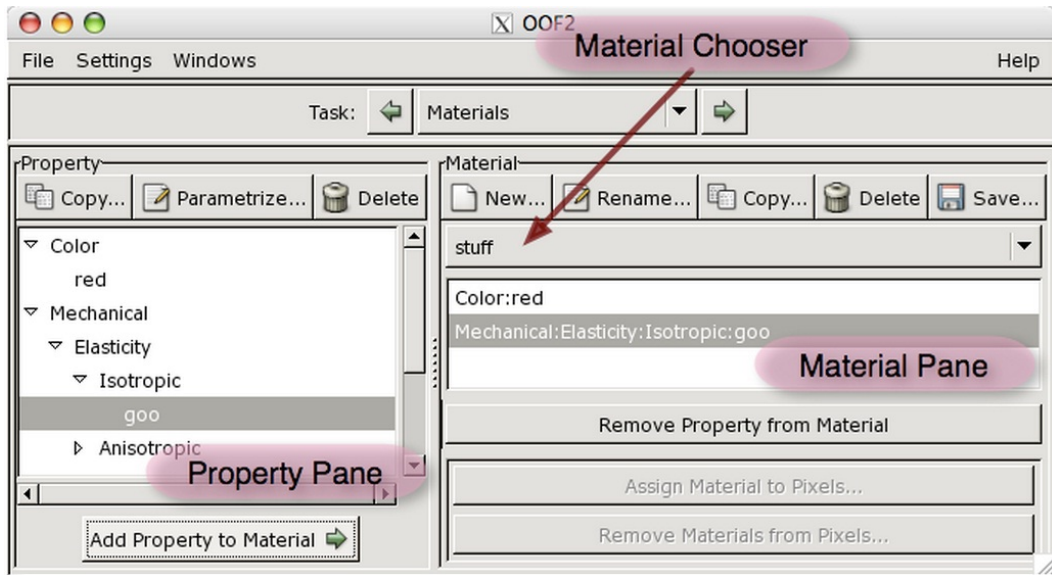 OOF2
Material Chooser
File Settings Windows Help
Task: Materials
Property
Copy... Parametrize... Delete
Color
red
Mechanical
Elasticity
Isotropic
goo
Anisotropic
Property Pane
Add Property to Material
Material
New... Rename... Copy... Delete Save...
stuff
Color:red
Mechanical:Elasticity:Isotropic:goo
Material Pane
Remove Property from Material
Assign Material to Pixels...
Remove Materials from Pixels...